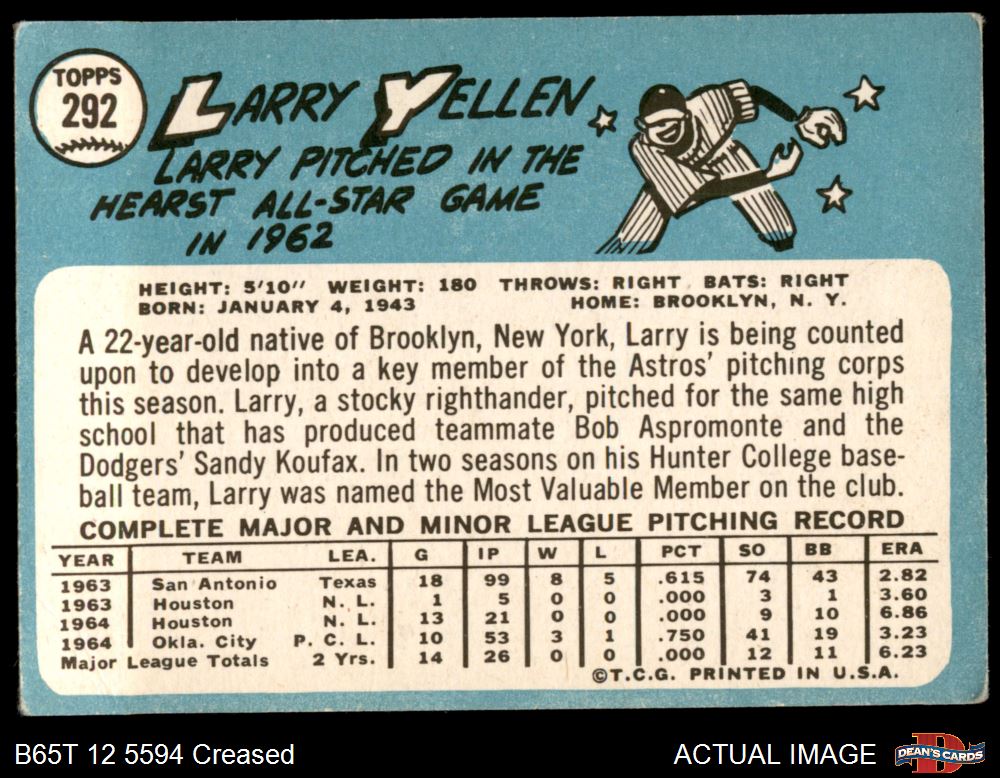 TOPPS
292
LARRY YELLEN
LARRY PITCHED IN THE
HEARST ALL-STAR GAME
IN 1962
HEIGHT: 5'10" WEIGHT: 180 THROWS: RIGHT BATS: RIGHT
BORN: JANUARY 4, 1943 HOME: BROOKLYN, N. Y.
A 22-year-old native of Brooklyn, New York, Larry is being counted
upon to develop into a key member of the Astros' pitching corps
this season. Larry, a stocky righthander, pitched for the same high
school that has produced teammate Bob Aspromonte and the
Dodgers' Sandy Koufax. In two seasons on his Hunter College base-
ball team, Larry was named the Most Valuable Member on the club.
COMPLETE MAJOR AND MINOR LEAGUE PITCHING RECORD
YEAR TEAM LEA. G IP W L PCT SO BB ERA
1963 San Antonio Texas 18 99 8 5 .615 74 43 2.82
1963 Houston N. L. 1 5 0 0 .000 3 1 3.60
1964 Houston N. L. 13 21 0 0 .000 9 10 6.86
1964 Okla. City P. C. L. 10 53 3 1 .750 41 19 3.23
Major League Totals 2 Yrs. 14 26 0 0 .000 12 11 6.23
©T.C.G. PRINTED IN U.S.A.
B65T 12 5594 Creased
ACTUAL IMAGE
DEAN'S CARDS